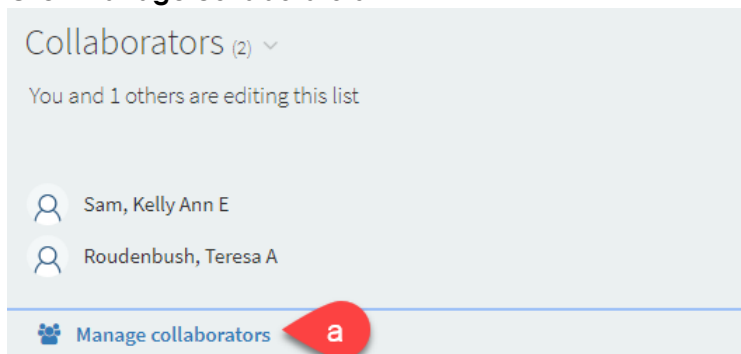 Collaborators (2)
You and 1 others are editing this list
Sam, Kelly Ann E
Roudenbush, Teresa A
Manage collaborators a